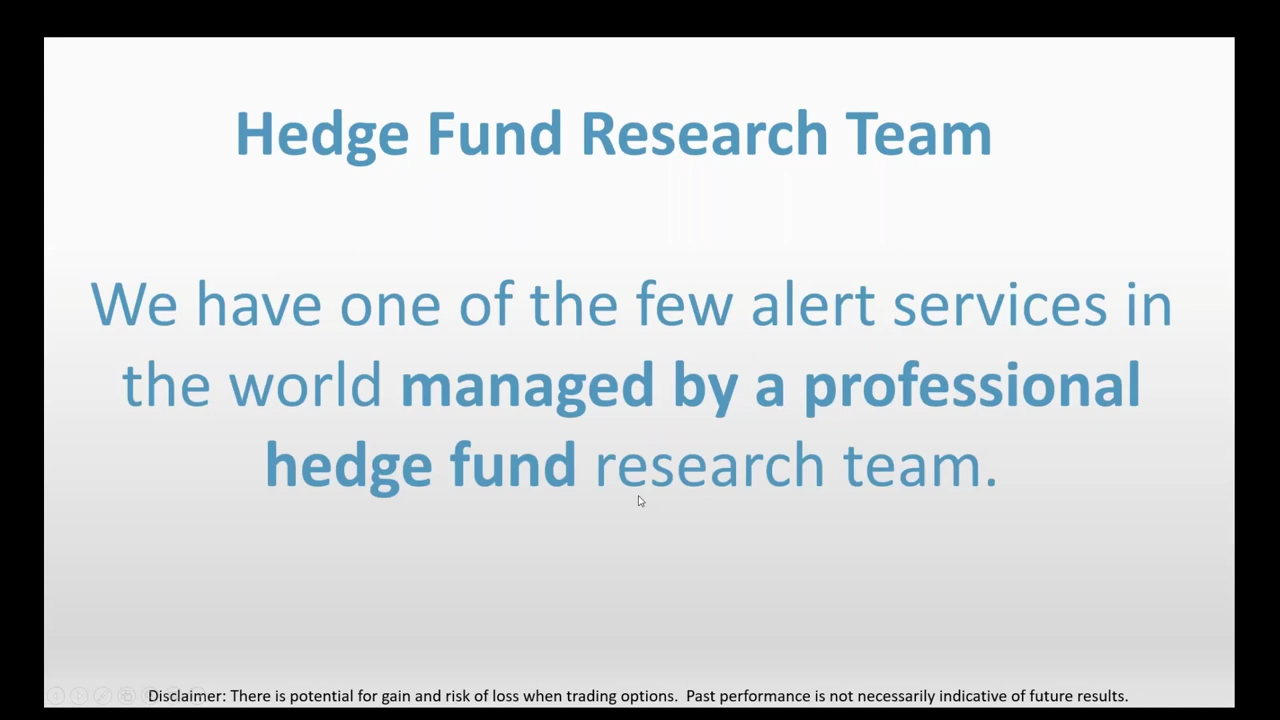 Hedge Fund Research Team
We have one of the few alert services in
the world managed by a professional
hedge fund research team.
Disclaimer: There is potential for gain and risk of loss when trading options.  Past performance is not necessarily indicative of future results.